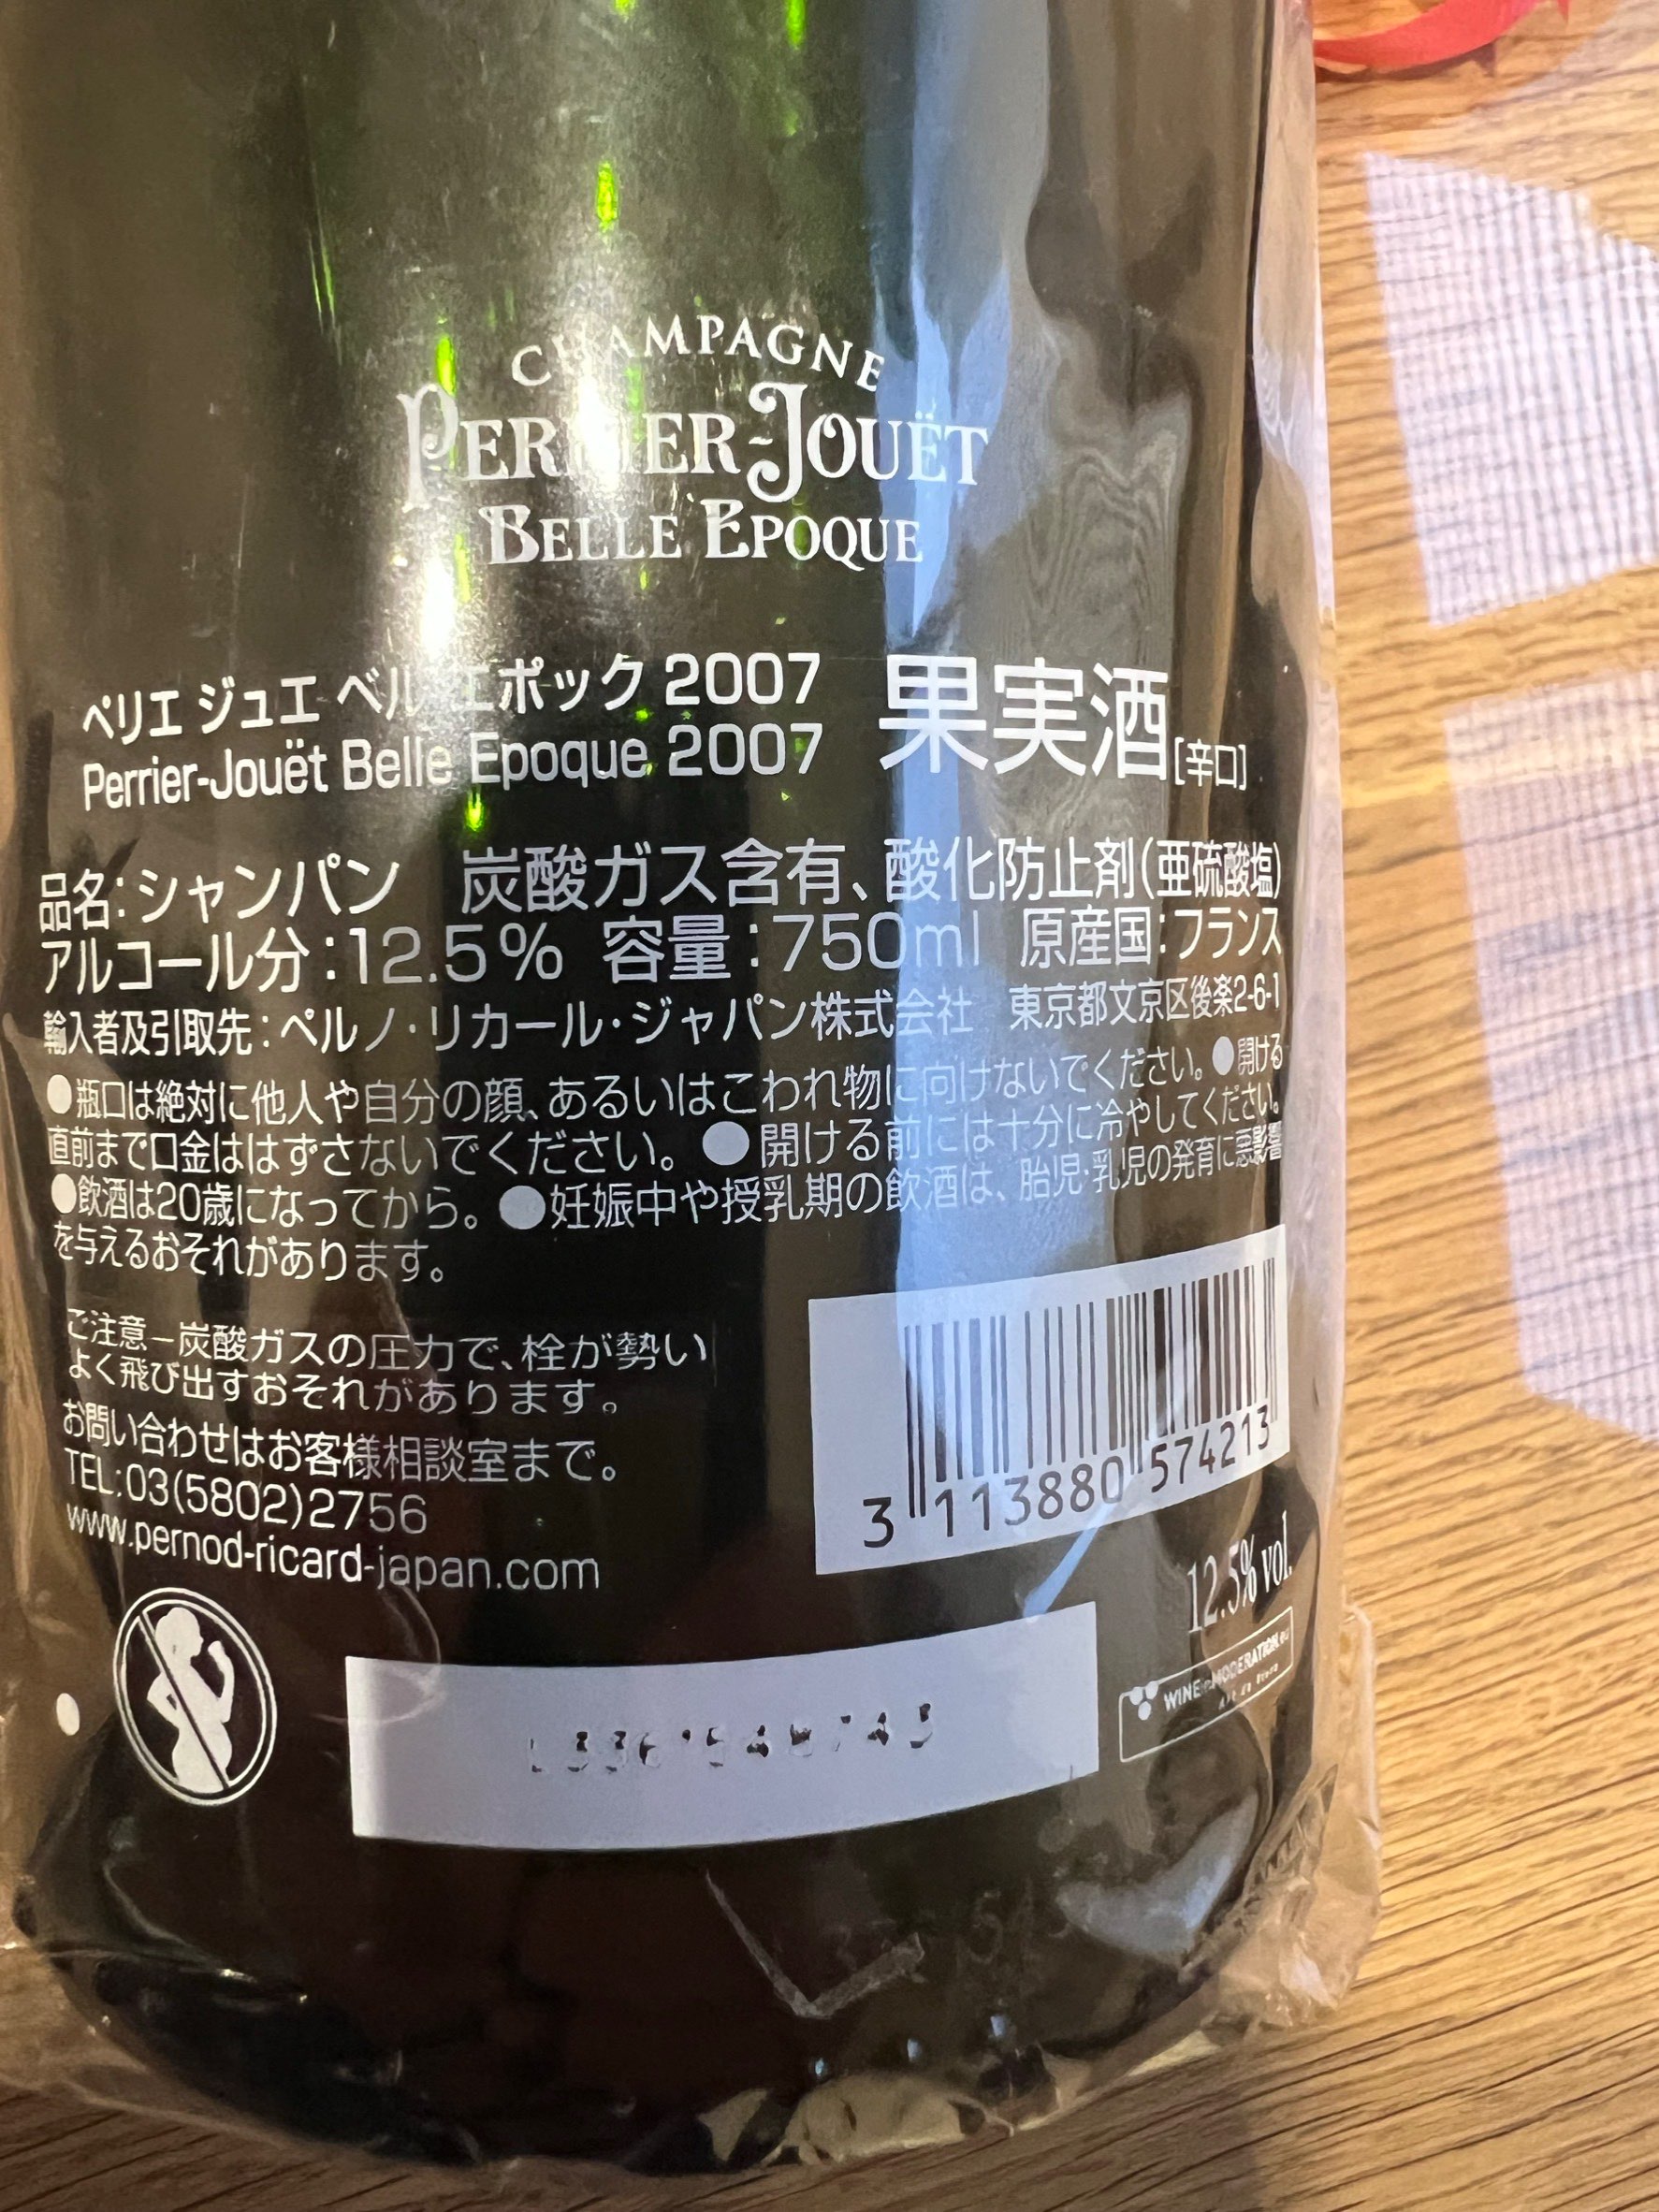 CHAMPAGNE
PERRIER-JOUËT
BELLE EPOQUE
ペリエ ジュエ ベル エポック 2007
Perrier-Jouët Belle Epoque 2007
果実酒[辛口]
品名:シャンパン 炭酸ガス含有、酸化防止剤(亜硫酸塩)
アルコール分:12.5% 容量:750ml 原産国:フランス
輸入者及引取先:ペルノ・リカール・ジャパン株式会社 東京都文京区後楽2-6-1
●瓶口は絶対に他人や自分の顔、あるいはこわれ物に向けないでください。●開ける
直前まで口金ははずさないでください。●開ける前には十分に冷やしてください。
●飲酒は20歳になってから。●妊娠中や授乳期の飲酒は、胎児・乳児の発育に悪影響
を与えるおそれがあります。
ご注意-炭酸ガスの圧力で、栓が勢い
よく飛び出すおそれがあります。
お問い合わせはお客様相談室まで。
TEL:03(5802)2756
www.pernod-ricard-japan.com
3 113880 574213
12.5% vol.
WINE in MODERATION.eu